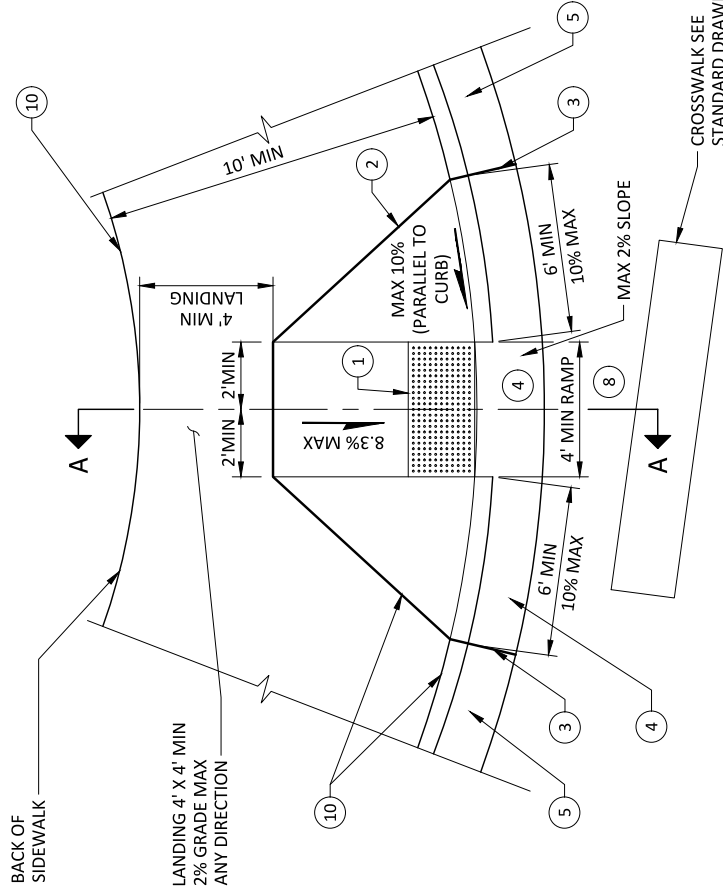 BACK OF
SIDEWALK
10
5
3
2
10' MIN
CROSSWALK SEE
STANDARD DRAW
LANDING 4' X 4' MIN
2% GRADE MAX
ANY DIRECTION
4' MIN
LANDING
A
2'MIN
2'MIN
1
8.3% MAX
MAX 10%
(PARALLEL TO
CURB)
6' MIN
10% MAX
MAX 2% SLOPE
4
4' MIN RAMP
8
A
6' MIN
10% MAX
10
5
3
4